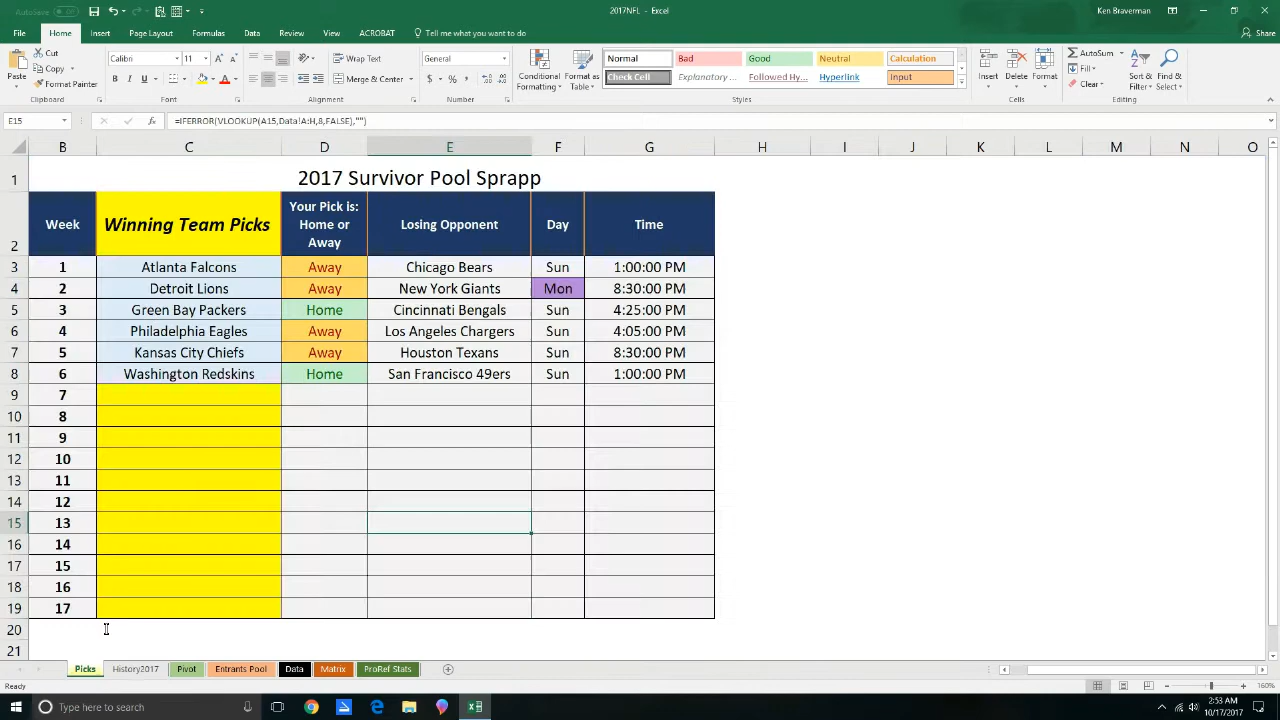 AutoSave Off
2017NFL - Excel
Ken Braverman
File Home Insert Page Layout Formulas Data Review View ACROBAT Tell me what you want to do Share
Cut
Copy
Format Painter
Paste
Clipboard
Calibri 11
B I U
Font
Wrap Text
Merge & Center
Alignment
General
$ % ,
Number
Conditional Formatting
Format as Table
Normal Bad Good Neutral Calculation
Check Cell Explanatory ... Followed Hy... Hyperlink Input
Styles
Insert Delete Format
Cells
AutoSum
Fill
Clear
Sort & Filter
Find & Select
Editing
E15 fx =IFERROR(VLOOKUP(A15,Data!A:H,8,FALSE),"")
B C D E F G H I J K L M N O
1 2017 Survivor Pool Sprapp
2 Week Winning Team Picks Your Pick is: Home or Away Losing Opponent Day Time
3 1 Atlanta Falcons Away Chicago Bears Sun 1:00:00 PM
4 2 Detroit Lions Away New York Giants Mon 8:30:00 PM
5 3 Green Bay Packers Home Cincinnati Bengals Sun 4:25:00 PM
6 4 Philadelphia Eagles Away Los Angeles Chargers Sun 4:05:00 PM
7 5 Kansas City Chiefs Away Houston Texans Sun 8:30:00 PM
8 6 Washington Redskins Home San Francisco 49ers Sun 1:00:00 PM
9 7
10 8
11 9
12 10
13 11
14 12
15 13
16 14
17 15
18 16
19 17
20
21
Picks History2017 Pivot Entrants Pool Data Matrix ProRef Stats
Ready 160%
Type here to search
2:53 AM
10/17/2017